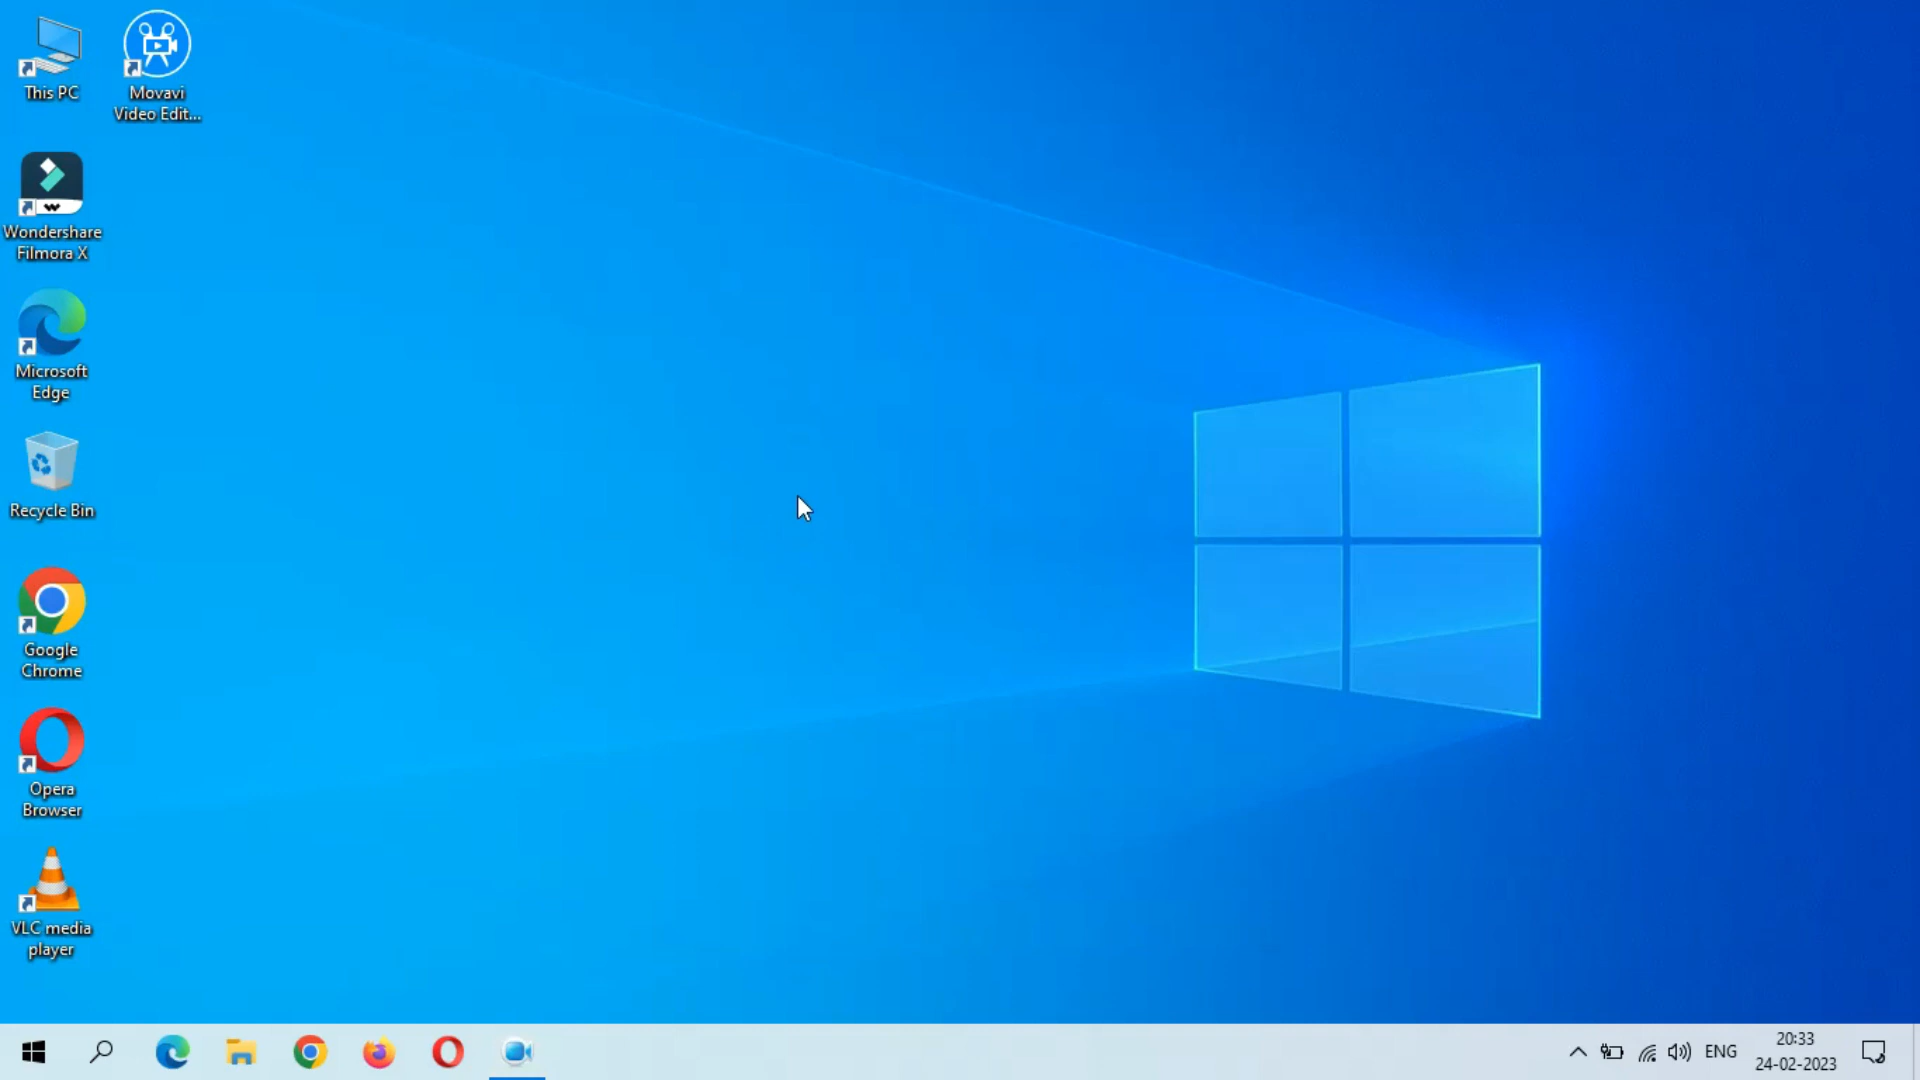 This PC
Movavi
Video Edit...
Wondershare
Filmora X
Microsoft
Edge
Recycle Bin
Google
Chrome
Opera
Browser
VLC media
player
ENG
20:33
24-02-2023